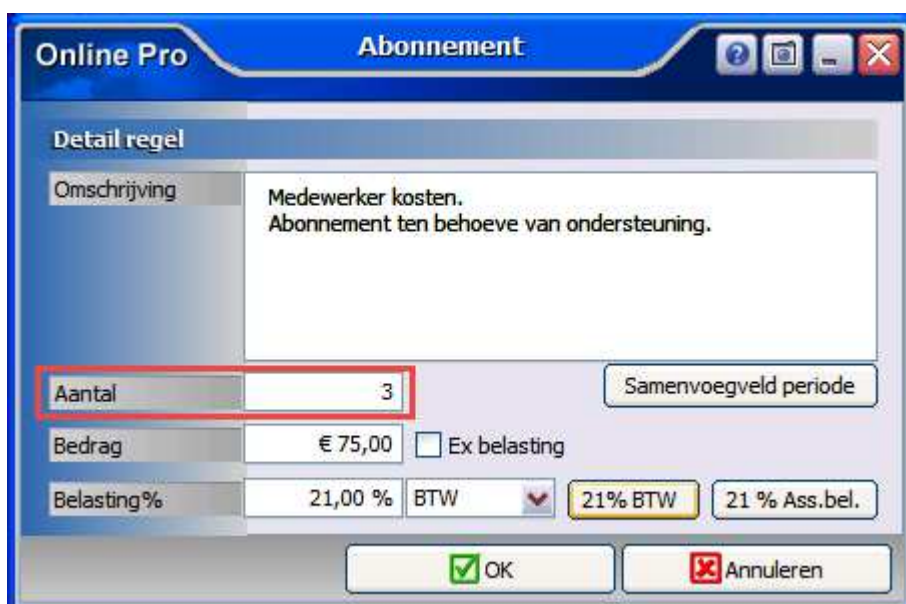 Online Pro
Abonnement
Detail regel
Omschrijving
Medewerker kosten.
Abonnement ten behoeve van ondersteuning.
Aantal 3 Samenvoegveld periode
Bedrag € 75,00 Ex belasting
Belasting% 21,00 % BTW 21% BTW 21 % Ass.bel.
OK Annuleren